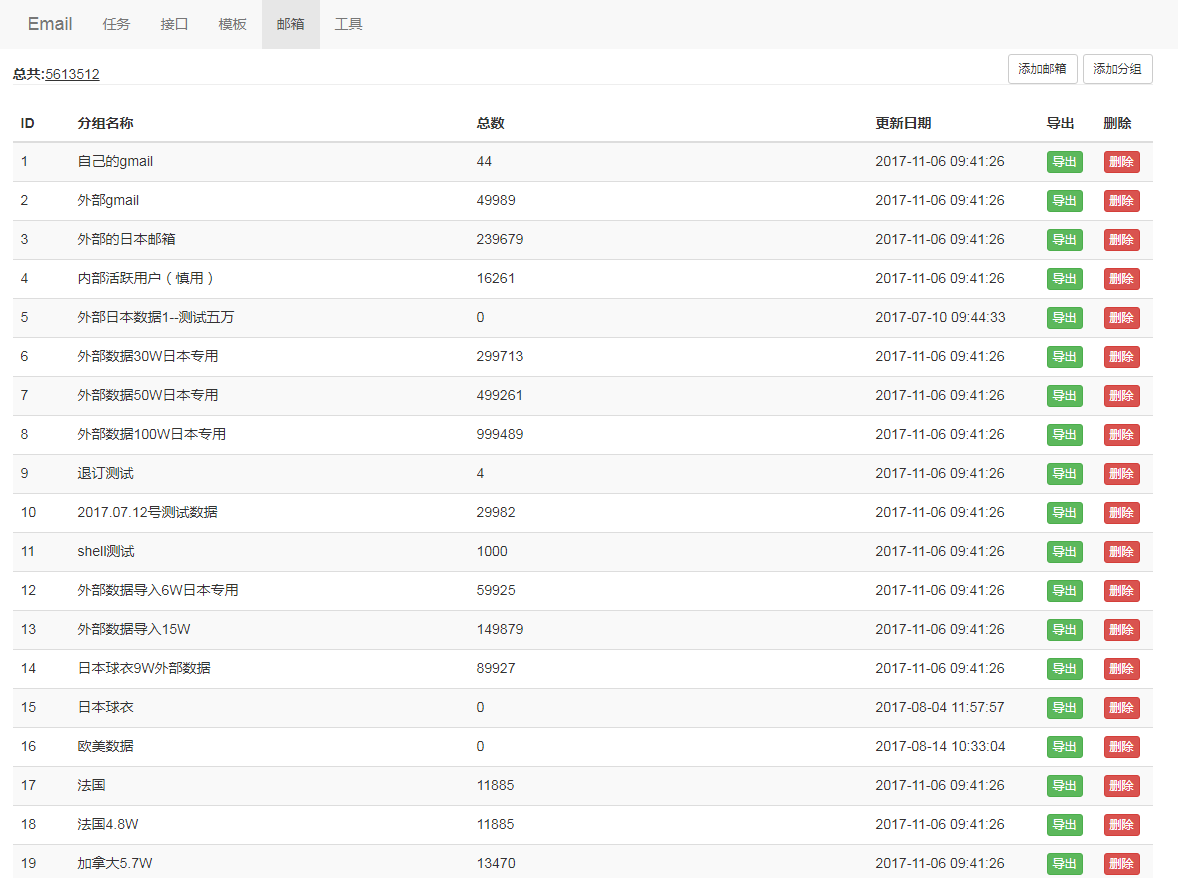 Email 任务 接口 模板 邮箱 工具
总共:5613512 添加邮箱 添加分组
ID 分组名称 总数 更新日期 导出 删除
1 自己的gmail 44 2017-11-06 09:41:26 导出 删除
2 外部gmail 49989 2017-11-06 09:41:26 导出 删除
3 外部的日本邮箱 239679 2017-11-06 09:41:26 导出 删除
4 内部活跃用户（慎用） 16261 2017-11-06 09:41:26 导出 删除
5 外部日本数据1--测试五万 0 2017-07-10 09:44:33 导出 删除
6 外部数据30W日本专用 299713 2017-11-06 09:41:26 导出 删除
7 外部数据50W日本专用 499261 2017-11-06 09:41:26 导出 删除
8 外部数据100W日本专用 999489 2017-11-06 09:41:26 导出 删除
9 退订测试 4 2017-11-06 09:41:26 导出 删除
10 2017.07.12号测试数据 29982 2017-11-06 09:41:26 导出 删除
11 shell测试 1000 2017-11-06 09:41:26 导出 删除
12 外部数据导入6W日本专用 59925 2017-11-06 09:41:26 导出 删除
13 外部数据导入15W 149879 2017-11-06 09:41:26 导出 删除
14 日本球衣9W外部数据 89927 2017-11-06 09:41:26 导出 删除
15 日本球衣 0 2017-08-04 11:57:57 导出 删除
16 欧美数据 0 2017-08-14 10:33:04 导出 删除
17 法国 11885 2017-11-06 09:41:26 导出 删除
18 法国4.8W 11885 2017-11-06 09:41:26 导出 删除
19 加拿大5.7W 13470 2017-11-06 09:41:26 导出 删除